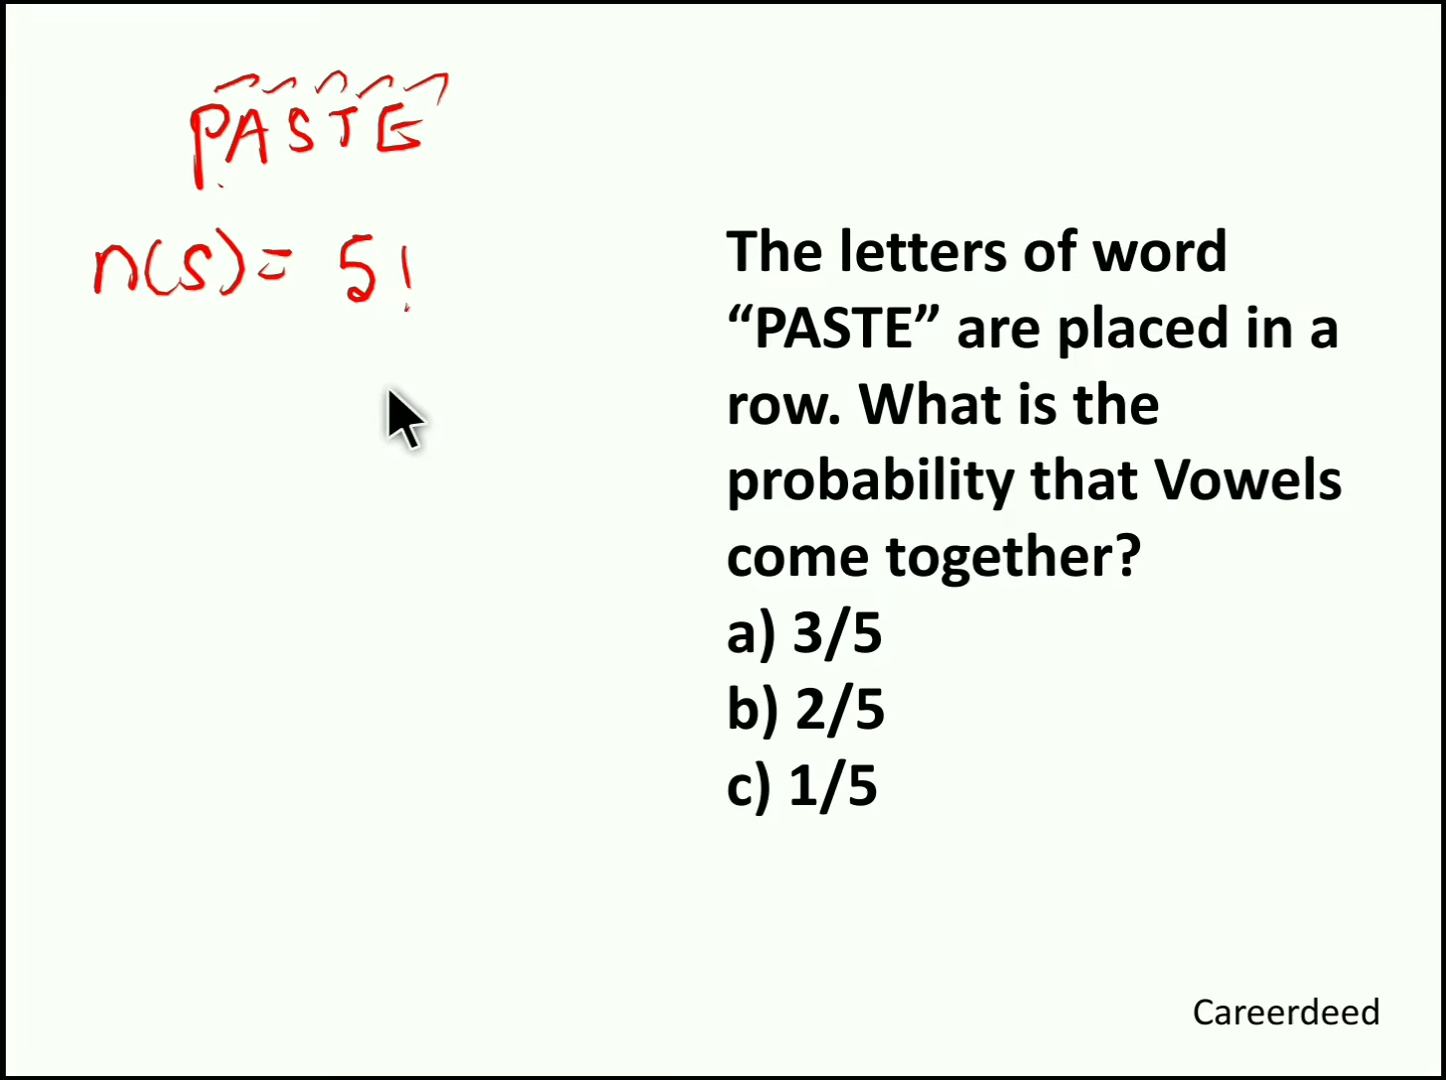 PASTE
n(s)= 5!
The letters of word
“PASTE” are placed in a
row. What is the
probability that Vowels
come together?
a) 3/5
b) 2/5
c) 1/5
Careerdeed